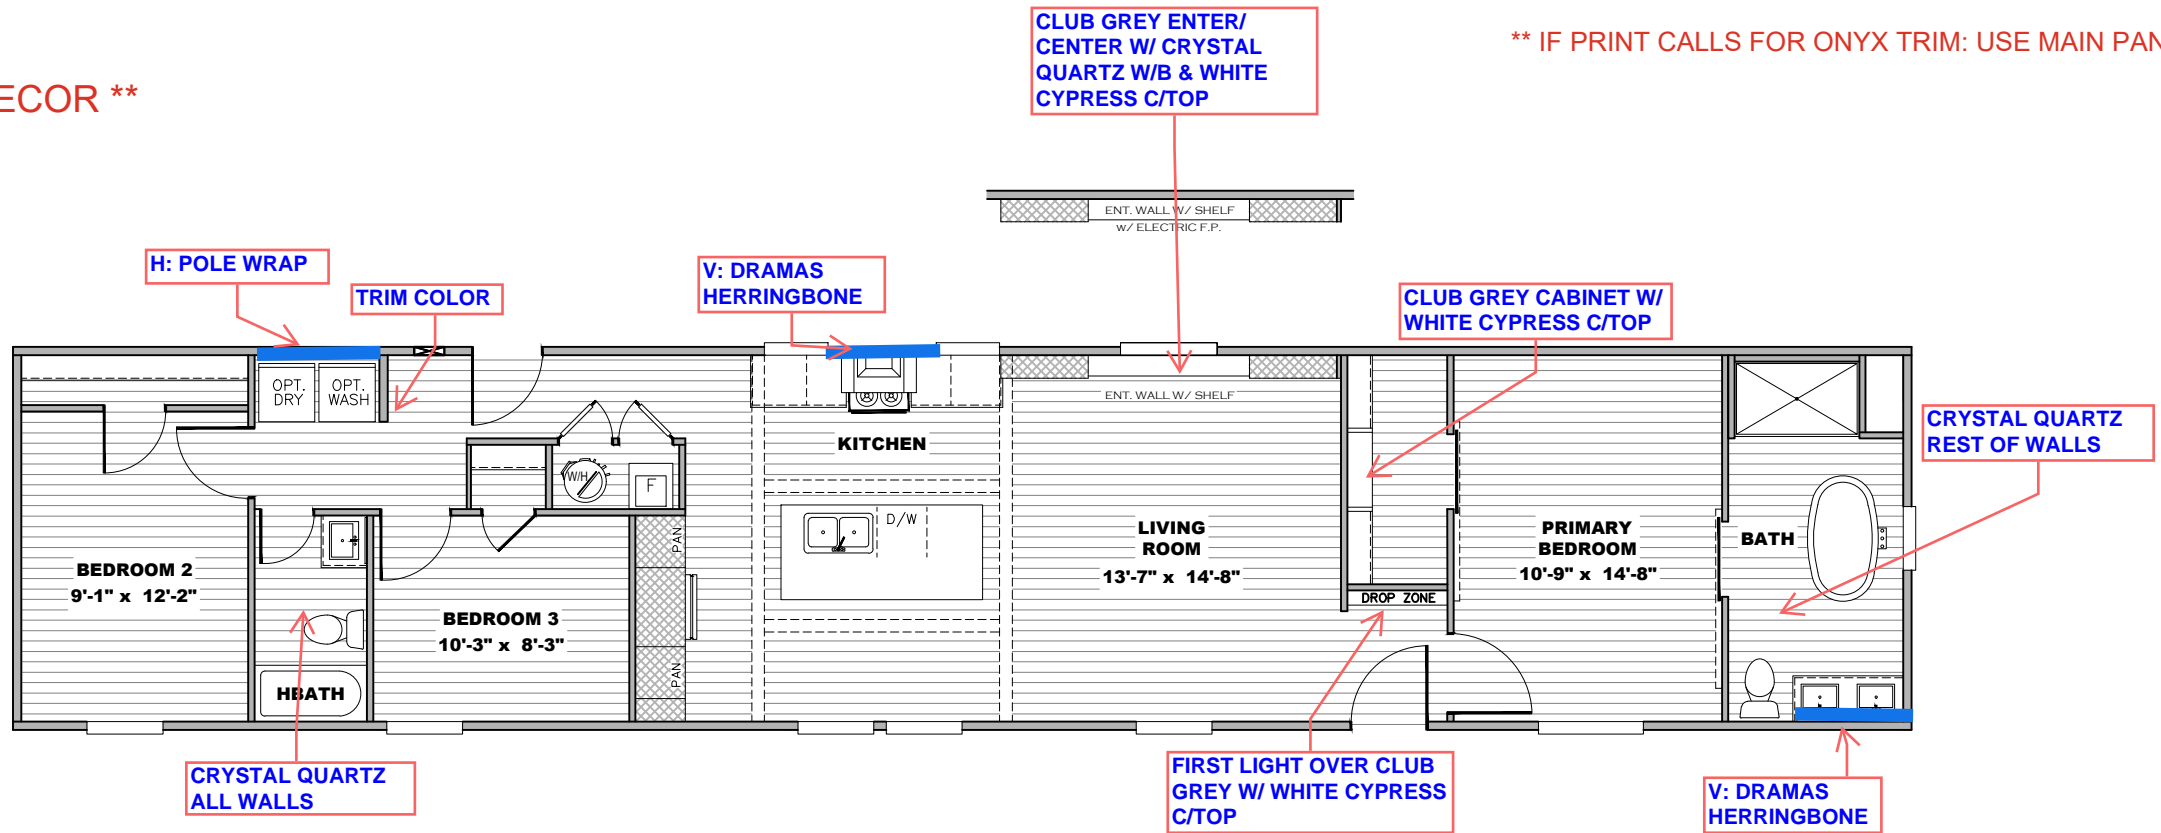 CLUB GREY ENTER/
CENTER W/ CRYSTAL
QUARTZ W/B & WHITE
CYPRESS C/TOP
** IF PRINT CALLS FOR ONYX TRIM: USE MAIN PAN
ECOR **
ENT. WALL W/ SHELF
W/ ELECTRIC F.P.
H: POLE WRAP
TRIM COLOR
V: DRAMAS
HERRINGBONE
CLUB GREY CABINET W/
WHITE CYPRESS C/TOP
OPT.
DRY
OPT.
WASH
ENT. WALL W/ SHELF
KITCHEN
CRYSTAL QUARTZ
REST OF WALLS
W/H
F
D/W
PAN
LIVING
ROOM
13'-7" x 14'-8"
PRIMARY
BEDROOM
10'-9" x 14'-8"
BATH
BEDROOM 2
9'-1" x 12'-2"
DROP ZONE
BEDROOM 3
10'-3" x 8'-3"
PAN
HBATH
CRYSTAL QUARTZ
ALL WALLS
FIRST LIGHT OVER CLUB
GREY W/ WHITE CYPRESS
C/TOP
V: DRAMAS
HERRINGBONE